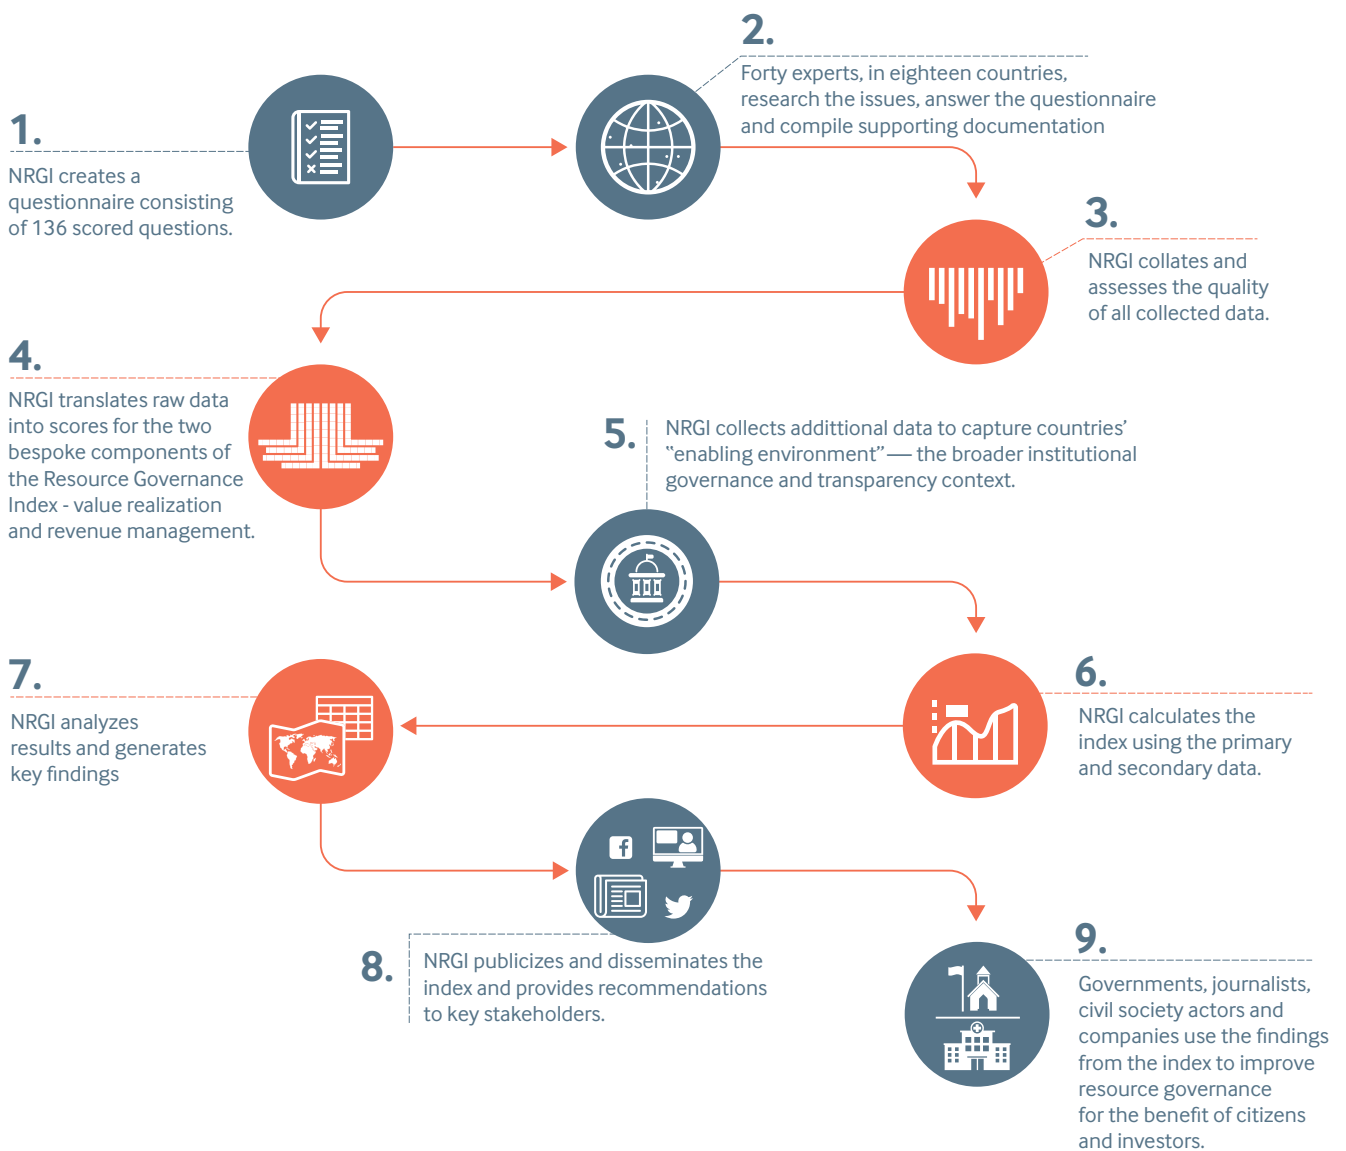 1.
NRGI creates a
questionnaire consisting
of 136 scored questions.
2.
Forty experts, in eighteen countries,
research the issues, answer the questionnaire
and compile supporting documentation
3.
NRGI collates and
assesses the quality
of all collected data.
4.
NRGI translates raw data
into scores for the two
bespoke components of
the Resource Governance
Index - value realization
and revenue management.
5.
NRGI collects addittional data to capture countries’
“enabling environment” — the broader institutional
governance and transparency context.
6.
NRGI calculates the
index using the primary
and secondary data.
7.
NRGI analyzes
results and generates
key findings
8.
NRGI publicizes and disseminates the
index and provides recommendations
to key stakeholders.
9.
Governments, journalists,
civil society actors and
companies use the findings
from the index to improve
resource governance
for the benefit of citizens
and investors.